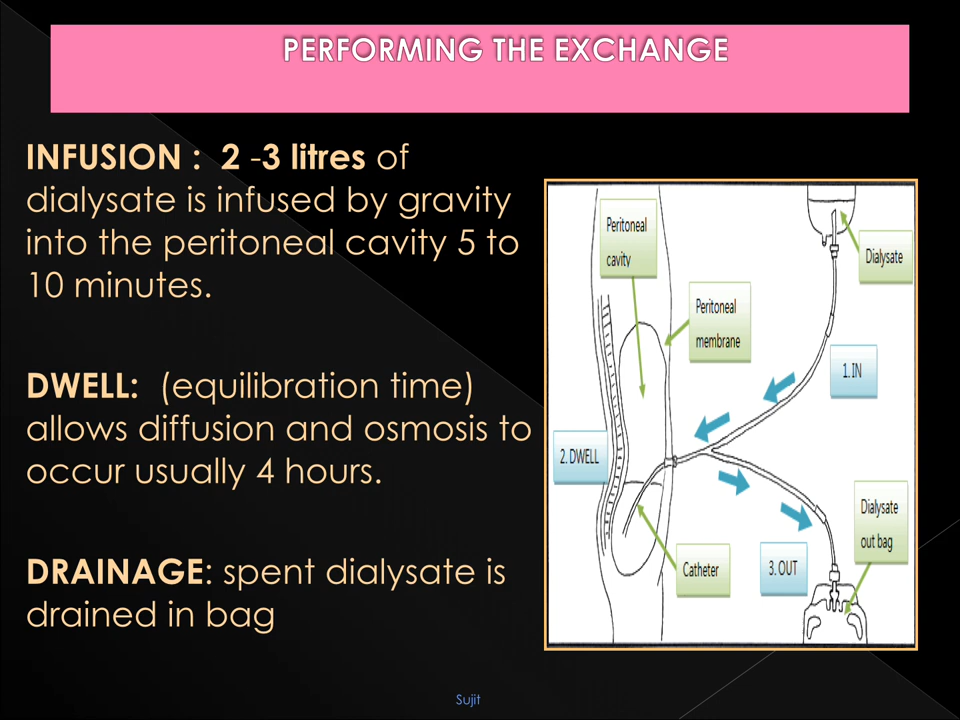 PERFORMING THE EXCHANGE
INFUSION : 2 -3 litres of
dialysate is infused by gravity
into the peritoneal cavity 5 to
10 minutes.
DWELL: (equilibration time)
allows diffusion and osmosis to
occur usually 4 hours.
DRAINAGE: spent dialysate is
drained in bag
Peritoneal
cavity
Dialysate
Peritoneal
membrane
1. IN
2. DWELL
Dialysate
out bag
Catheter
3. OUT
Sujit